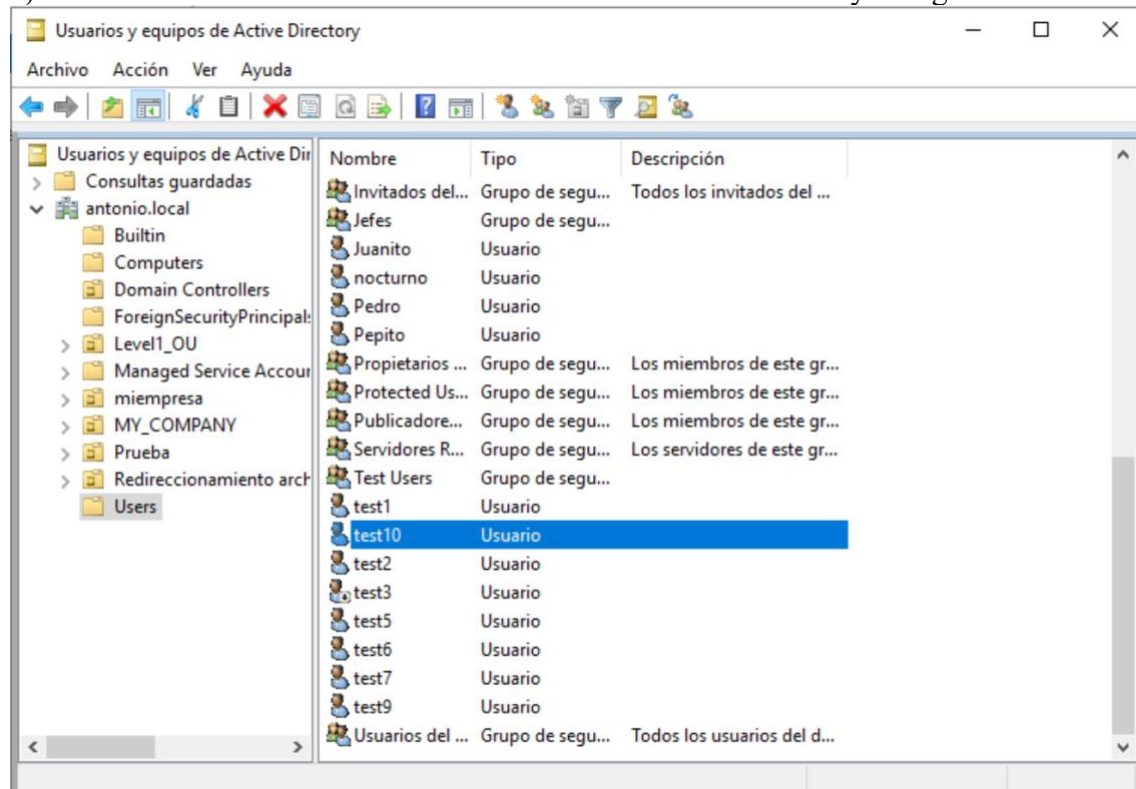 Usuarios y equipos de Active Directory
Archivo Acción Ver Ayuda
Usuarios y equipos de Active Dir
Consultas guardadas
antonio.local
Builtin
Computers
Domain Controllers
ForeignSecurityPrincipals
Level1_OU
Managed Service Accour
miempresa
MY_COMPANY
Prueba
Redireccionamiento arch
Users
Nombre Tipo Descripción
Invitados del... Grupo de segu... Todos los invitados del ...
Jefes Grupo de segu...
Juanito Usuario
nocturno Usuario
Pedro Usuario
Pepito Usuario
Propietarios ... Grupo de segu... Los miembros de este gr...
Protected Us... Grupo de segu... Los miembros de este gr...
Publicadore... Grupo de segu... Los miembros de este gr...
Servidores R... Grupo de segu... Los servidores de este gr...
Test Users Grupo de segu...
test1 Usuario
test10 Usuario
test2 Usuario
test3 Usuario
test5 Usuario
test6 Usuario
test7 Usuario
test9 Usuario
Usuarios del ... Grupo de segu... Todos los usuarios del d...